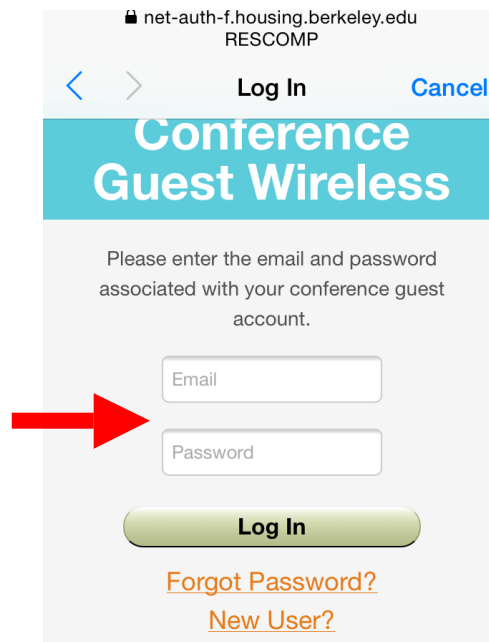 net-auth-f.housing.berkeley.edu
RESCOMP
Log In
Cancel
Conference
Guest Wireless
Please enter the email and password
associated with your conference guest
account.
Email
Password
Log In
Forgot Password?
New User?